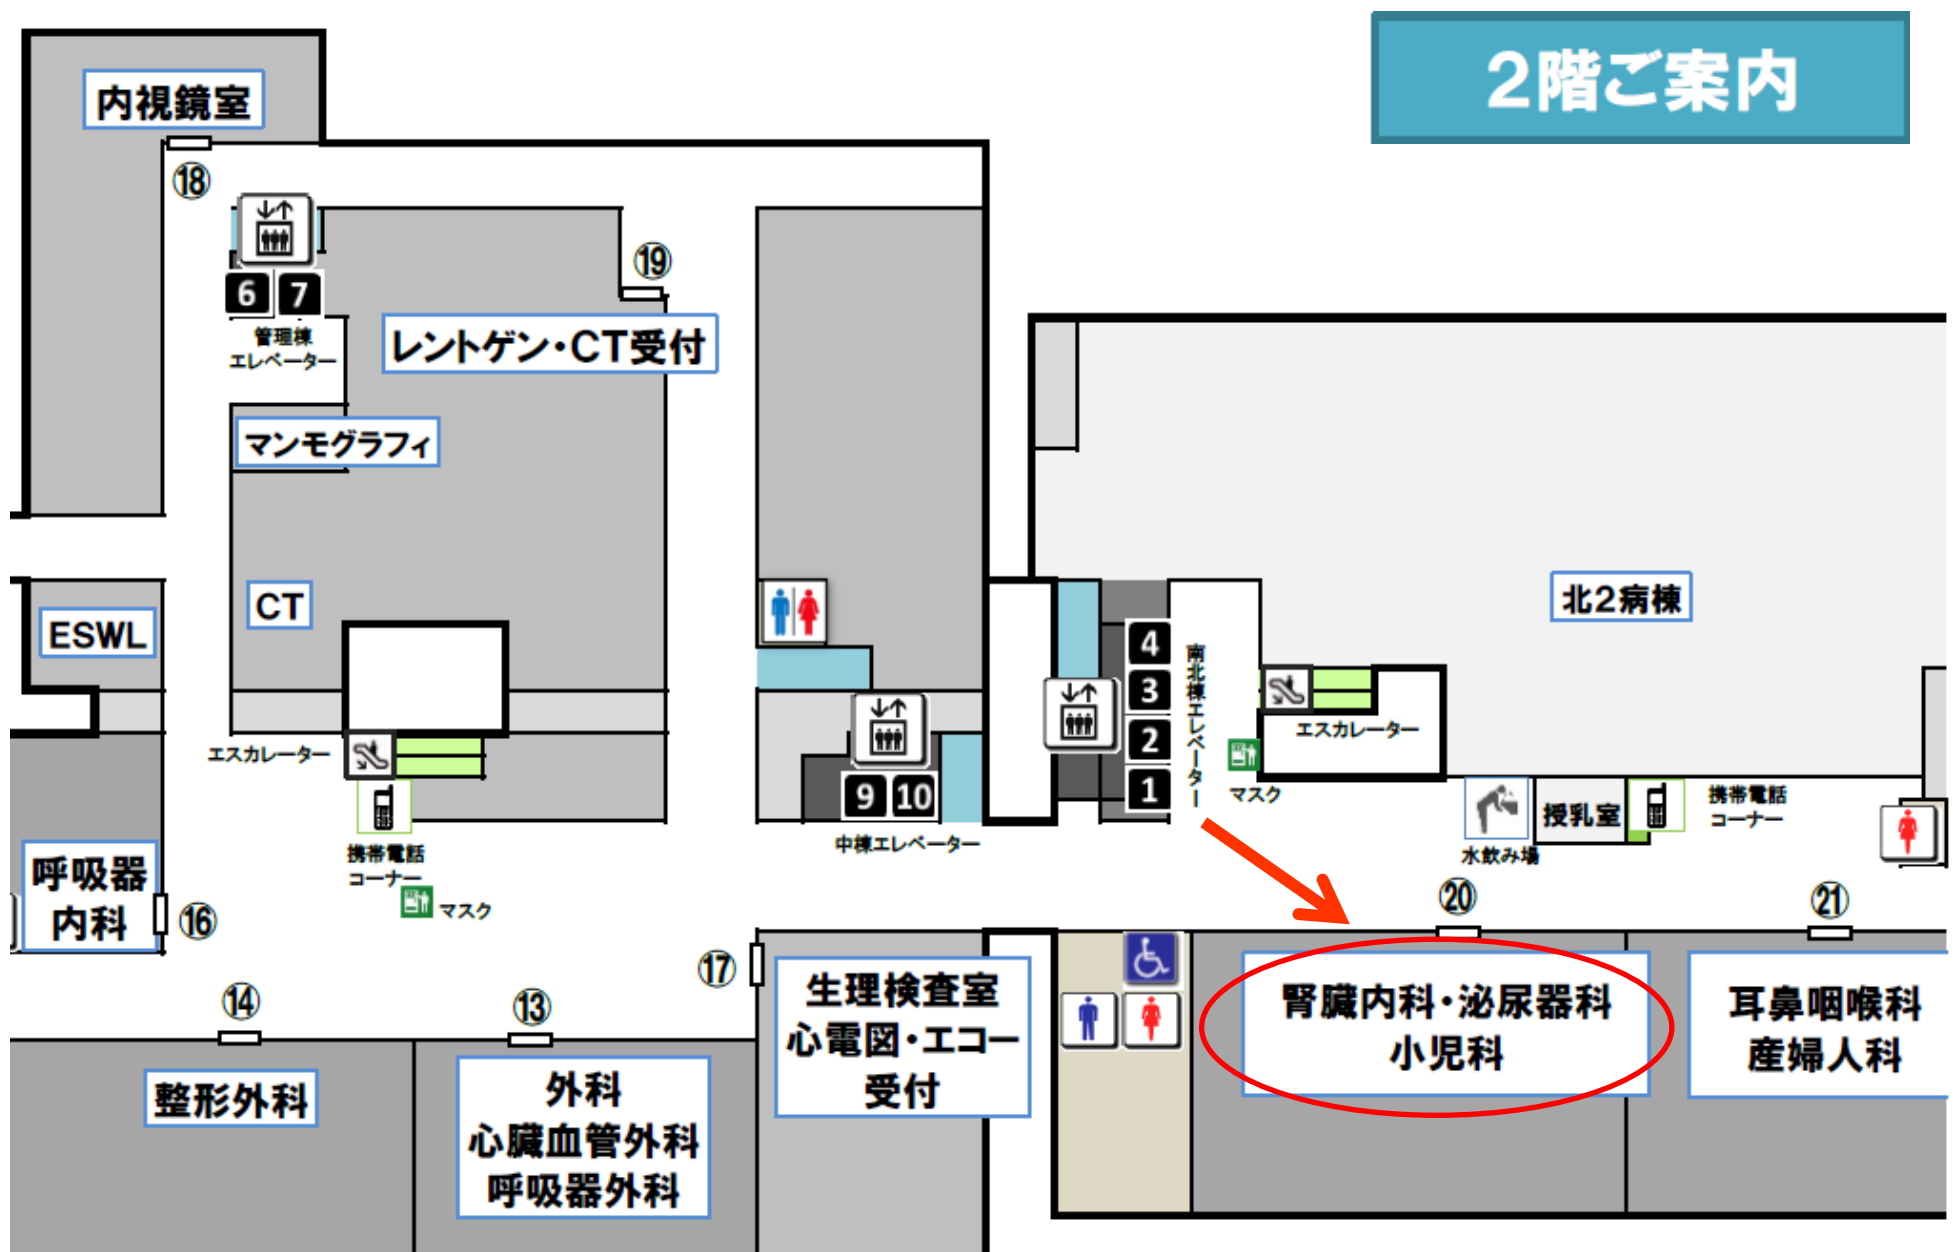 2階ご案内
内視鏡室
⑱
6 7
管理棟
エレベーター
⑲
レントゲン・CT受付
マンモグラフィ
CT
ESWL
エスカレーター
携帯電話
コーナー
マスク
9 10
中棟エレベーター
4
3
2
1
南北棟エレベーター
マスク
エスカレーター
北2病棟
水飲み場
授乳室
携帯電話
コーナー
呼吸器
内科
⑯
⑭
整形外科
⑬
外科
心臓血管外科
呼吸器外科
⑰
生理検査室
心電図・エコー
受付
⑳
腎臓内科・泌尿器科
小児科
㉑
耳鼻咽喉科
産婦人科